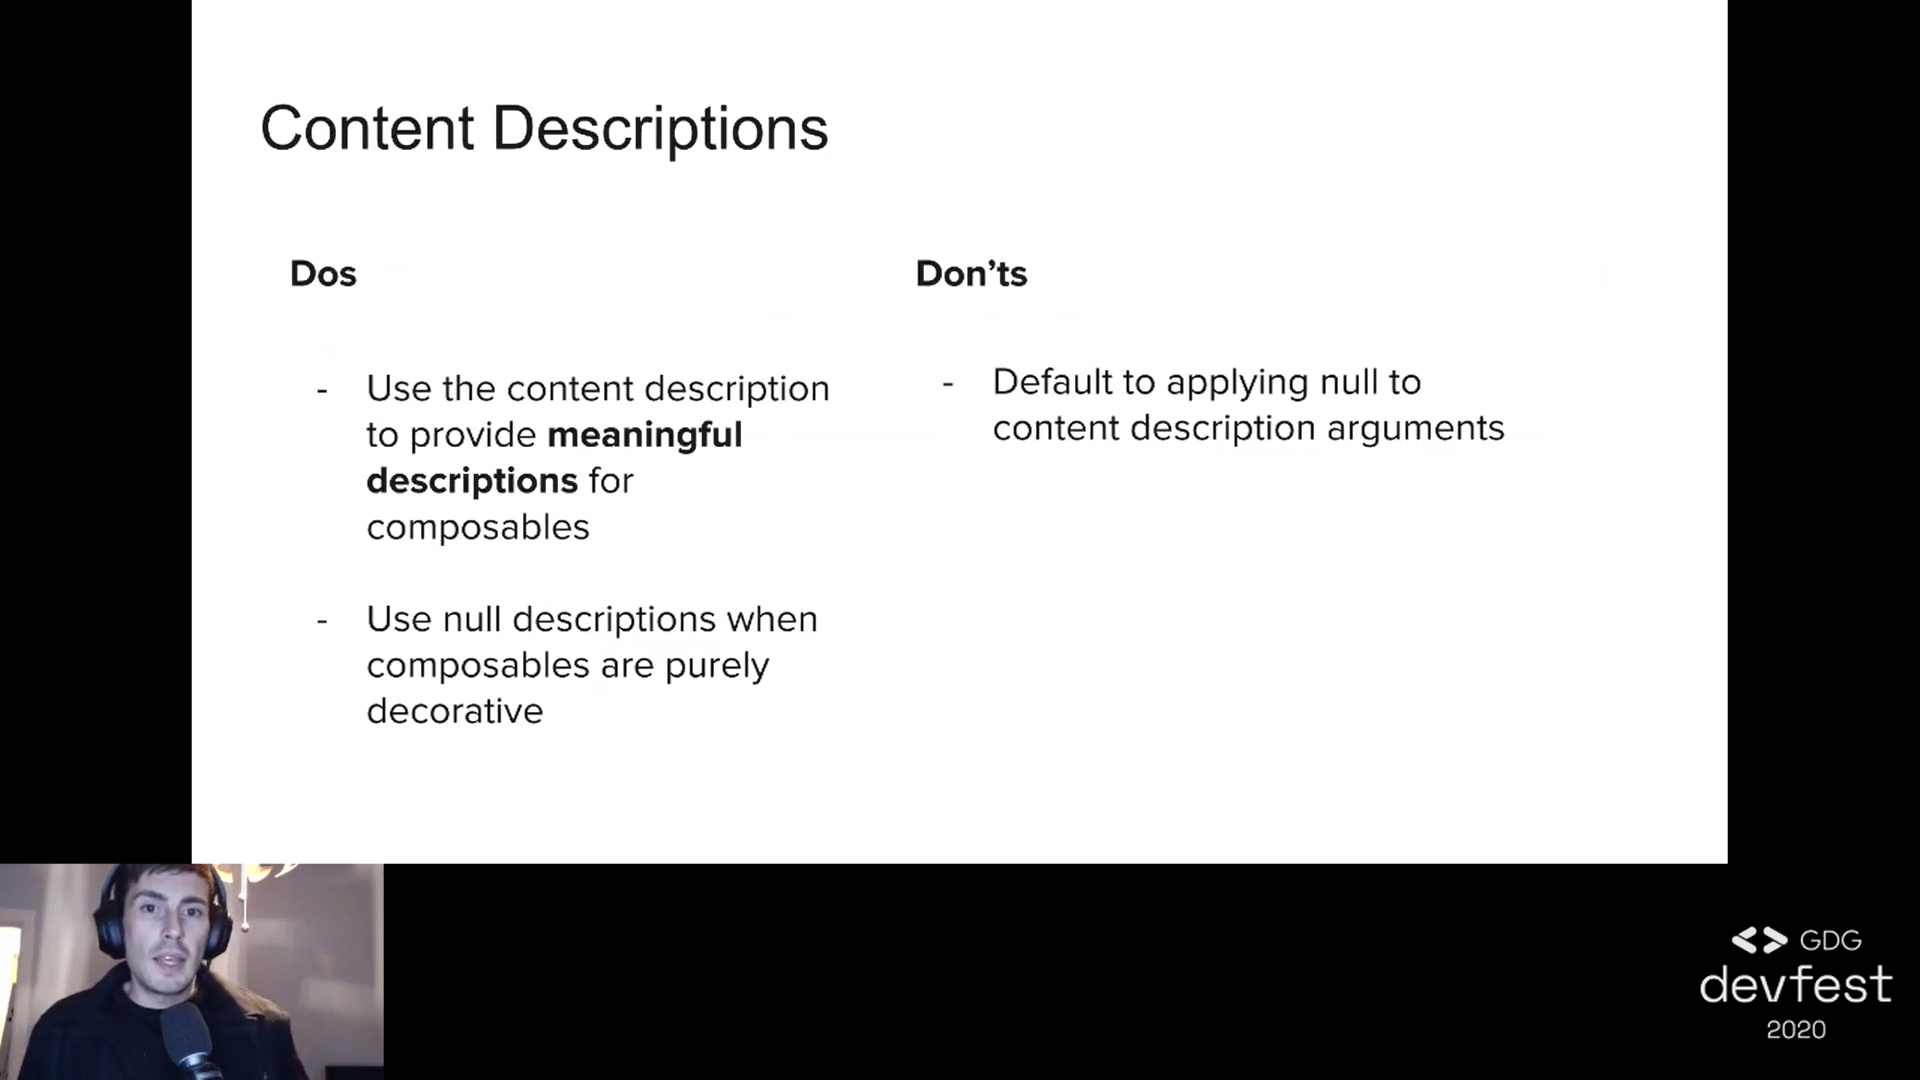 Content Descriptions
Dos
- Use the content description
to provide meaningful
descriptions for
composables
- Use null descriptions when
composables are purely
decorative
Don’ts
- Default to applying null to
content description arguments
GDG
devfest
2020